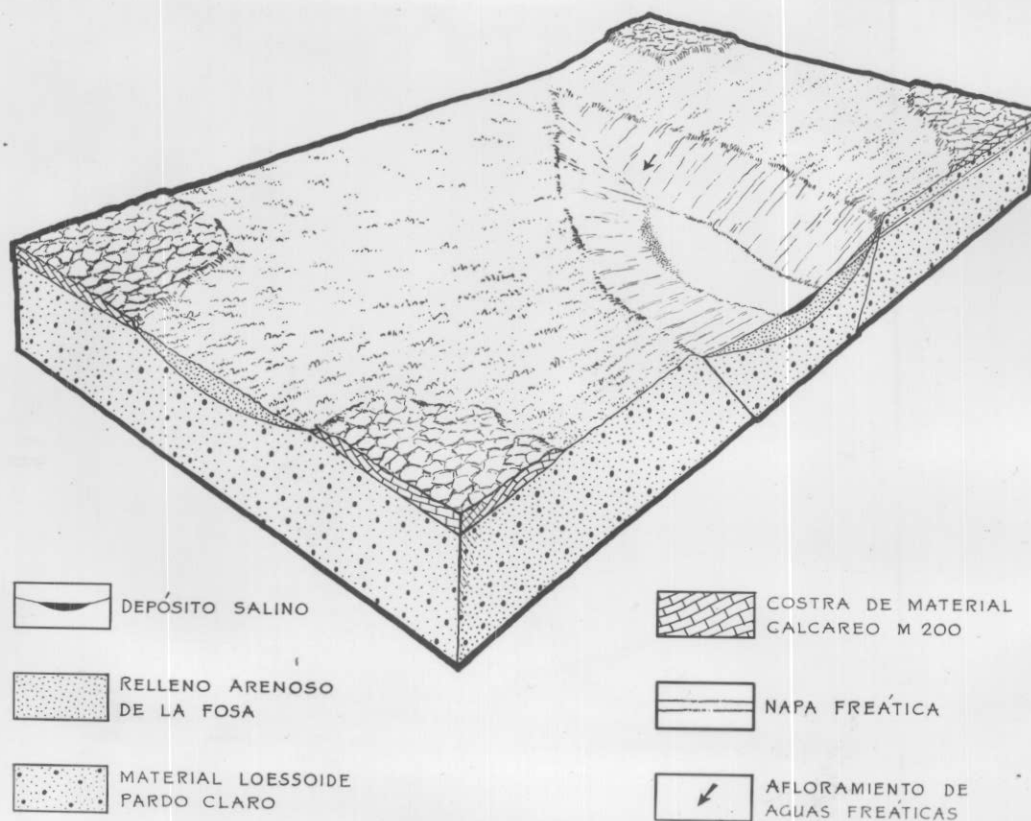 DEPÓSITO SALINO
RELLENO ARENOSO
DE LA FOSA
MATERIAL LOESSOIDE
PARDO CLARO
COSTRA DE MATERIAL
CALCAREO M 200
NAPA FREÁTICA
AFLORAMIENTO DE
AGUAS FREÁTICAS